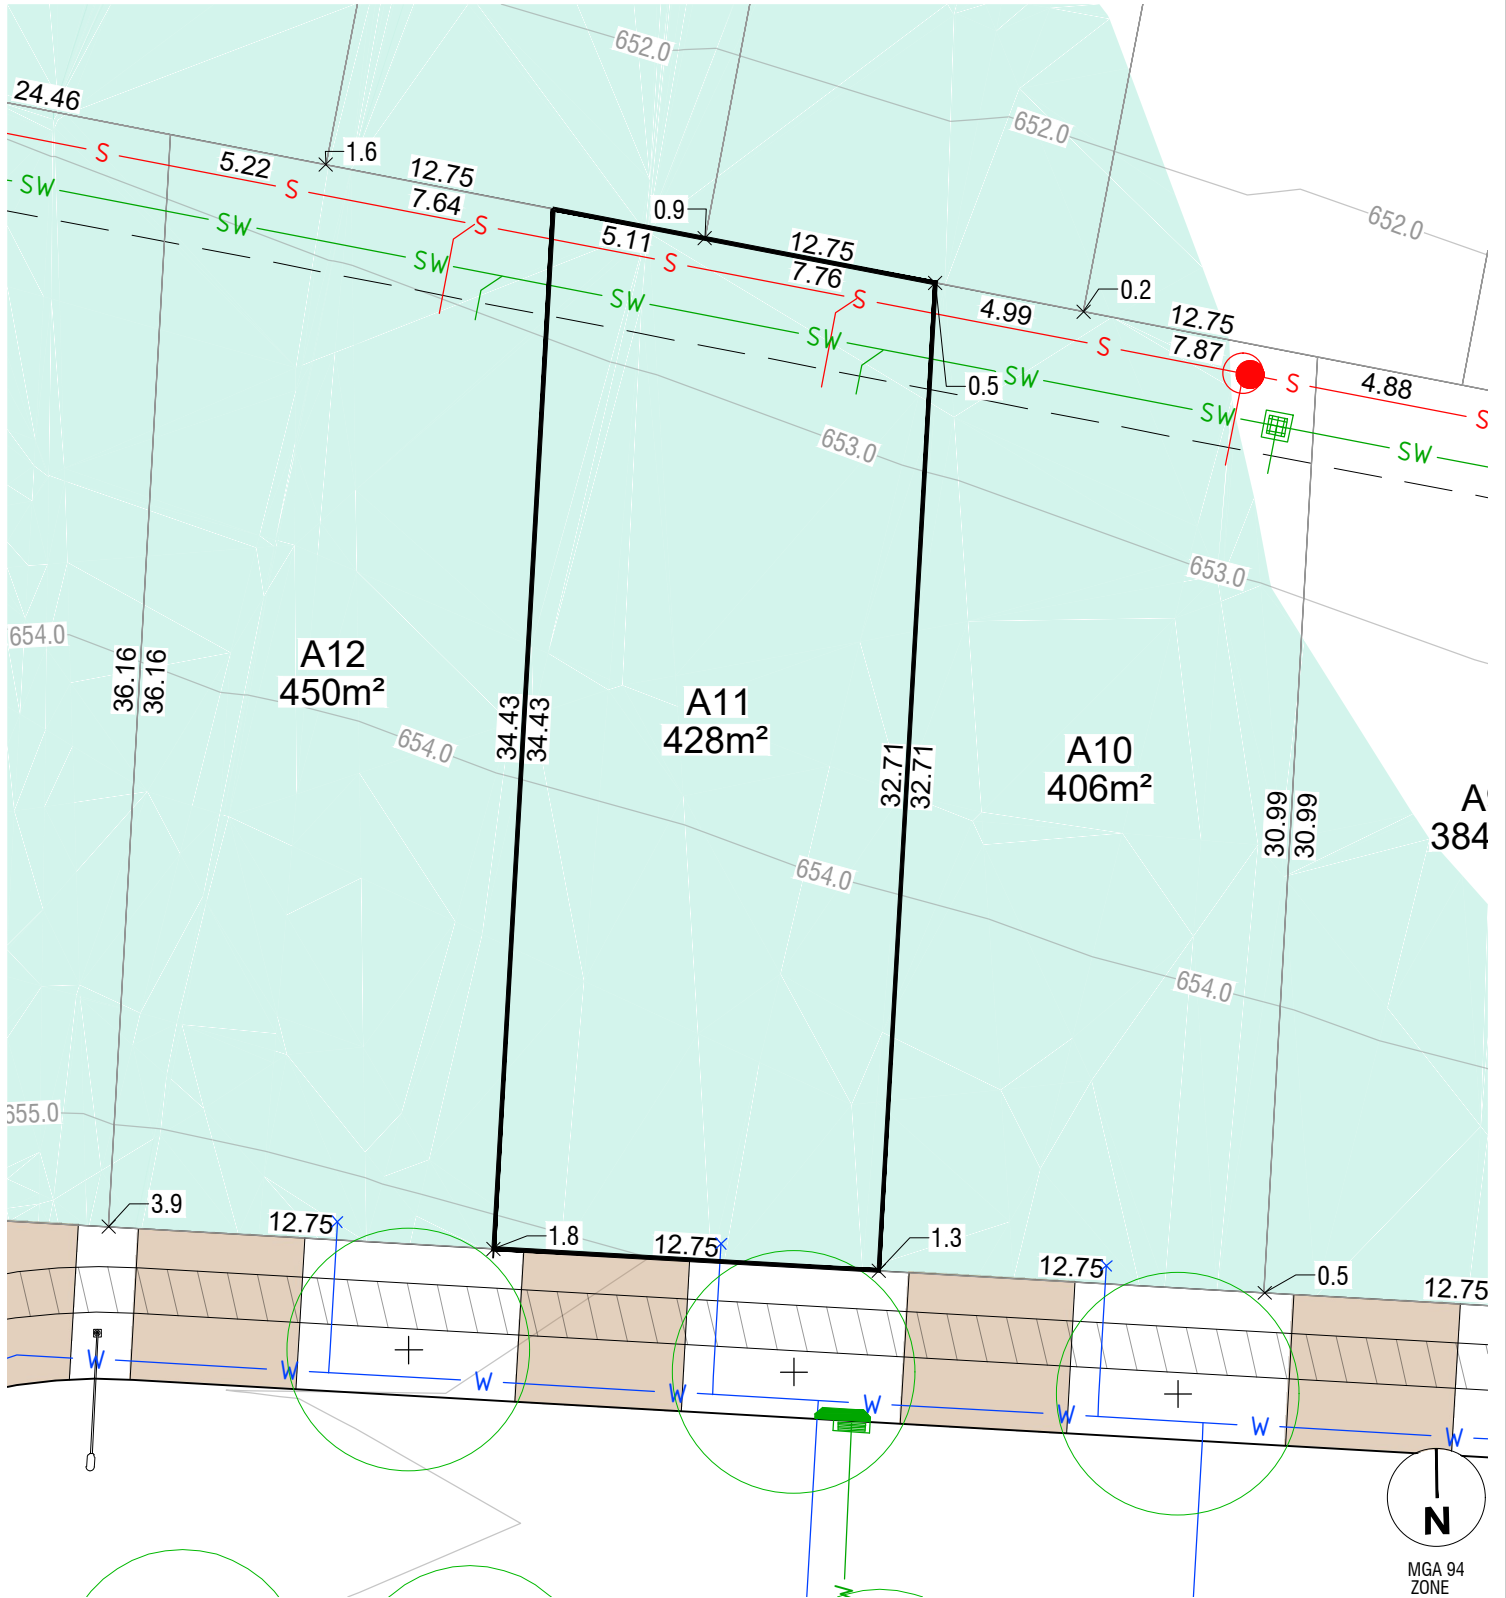 652.0
24.46
652.0
S
5.22
1.6
12.75
7.64
SW
S
652.0
0.9
S
5.11
12.75
SW
SW
S
7.76
S
4.99
0.2
12.75
SW
SW
S
7.87
0.5
SW
S
4.88
SW
S
SW
653.0
653.0
654.0
A12
450m²
36.16
36.16
A11
428m²
34.43
34.43
654.0
A10
406m²
32.71
32.71
30.99
30.99
384
654.0
654.0
655.0
3.9
12.75
1.8
12.75
1.3
12.75
0.5
12.75
W
W
W
W
W
W
W
W
N
MGA 94
ZONE
W